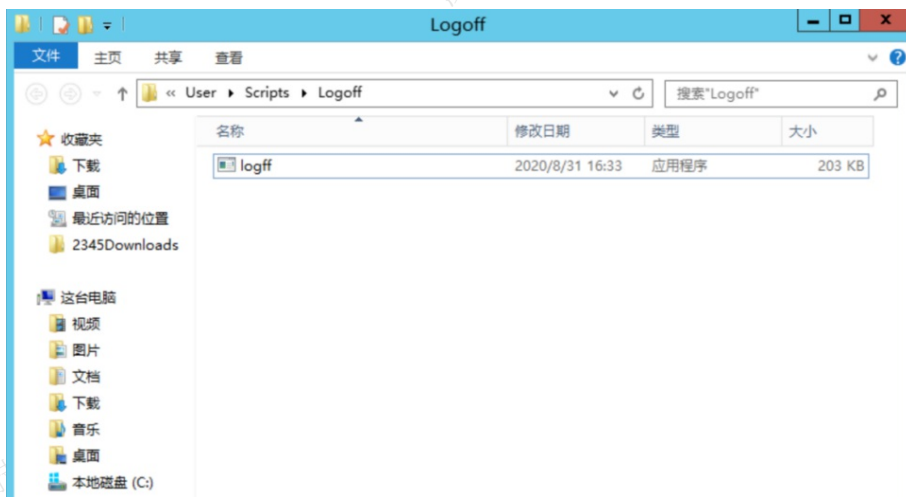 Logoff
文件 主页 共享 查看
« User Scripts Logoff 搜索"Logoff"
名称 修改日期 类型 大小
logff 2020/8/31 16:33 应用程序 203 KB
收藏夹
下载
桌面
最近访问的位置
2345Downloads
这台电脑
视频
图片
文档
下载
音乐
桌面
本地磁盘 (C:)